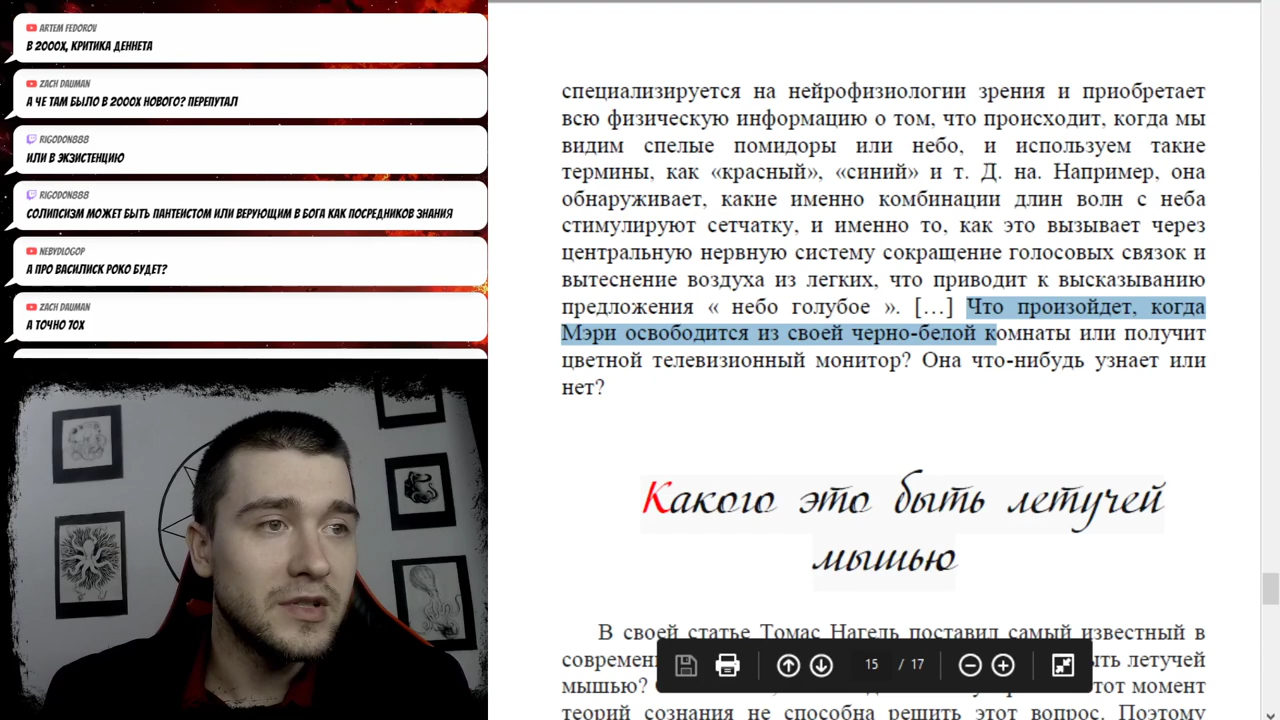 ARTEM FEDOROV
В 2000Х, КРИТИКА ДЕННЕТА
ZACH DAUMAN
А ЧЕ ТАМ БЫЛО В 2000Х НОВОГО? ПЕРЕПУТАЛ
RIGODON888
ИЛИ В ЭКЗИСТЕНЦИЮ
RIGODON888
СОЛИПСИЗМ МОЖЕТ БЫТЬ ПАНТЕИСТОМ ИЛИ ВЕРУЮЩИМ В БОГА КАК ПОСРЕДНИКОВ ЗНАНИЯ
NEBYDLOGOP
А ПРО ВАСИЛИСК РОКО БУДЕТ?
ZACH DAUMAN
А ТОЧНО 70Х
специализируется на нейрофизиологии зрения и приобретает
всю физическую информацию о том, что происходит, когда мы
видим спелые помидоры или небо, и используем такие
термины, как «красный», «синий» и т. Д. на. Например, она
обнаруживает, какие именно комбинации длин волн с неба
стимулируют сетчатку, и именно то, как это вызывает через
центральную нервную систему сокращение голосовых связок и
вытеснение воздуха из легких, что приводит к высказыванию
предложения « небо голубое ». […] Что произойдет, когда
Мэри освободится из своей черно-белой комнаты или получит
цветной телевизионный монитор? Она что-нибудь узнает или
нет?
Какого это быть летучей
мышью
В своей статье Томас Нагель поставил самый известный в
летучей
мышью?
этот момент
теорий сознания не способна решить этот вопрос. Поэтому
15 / 17